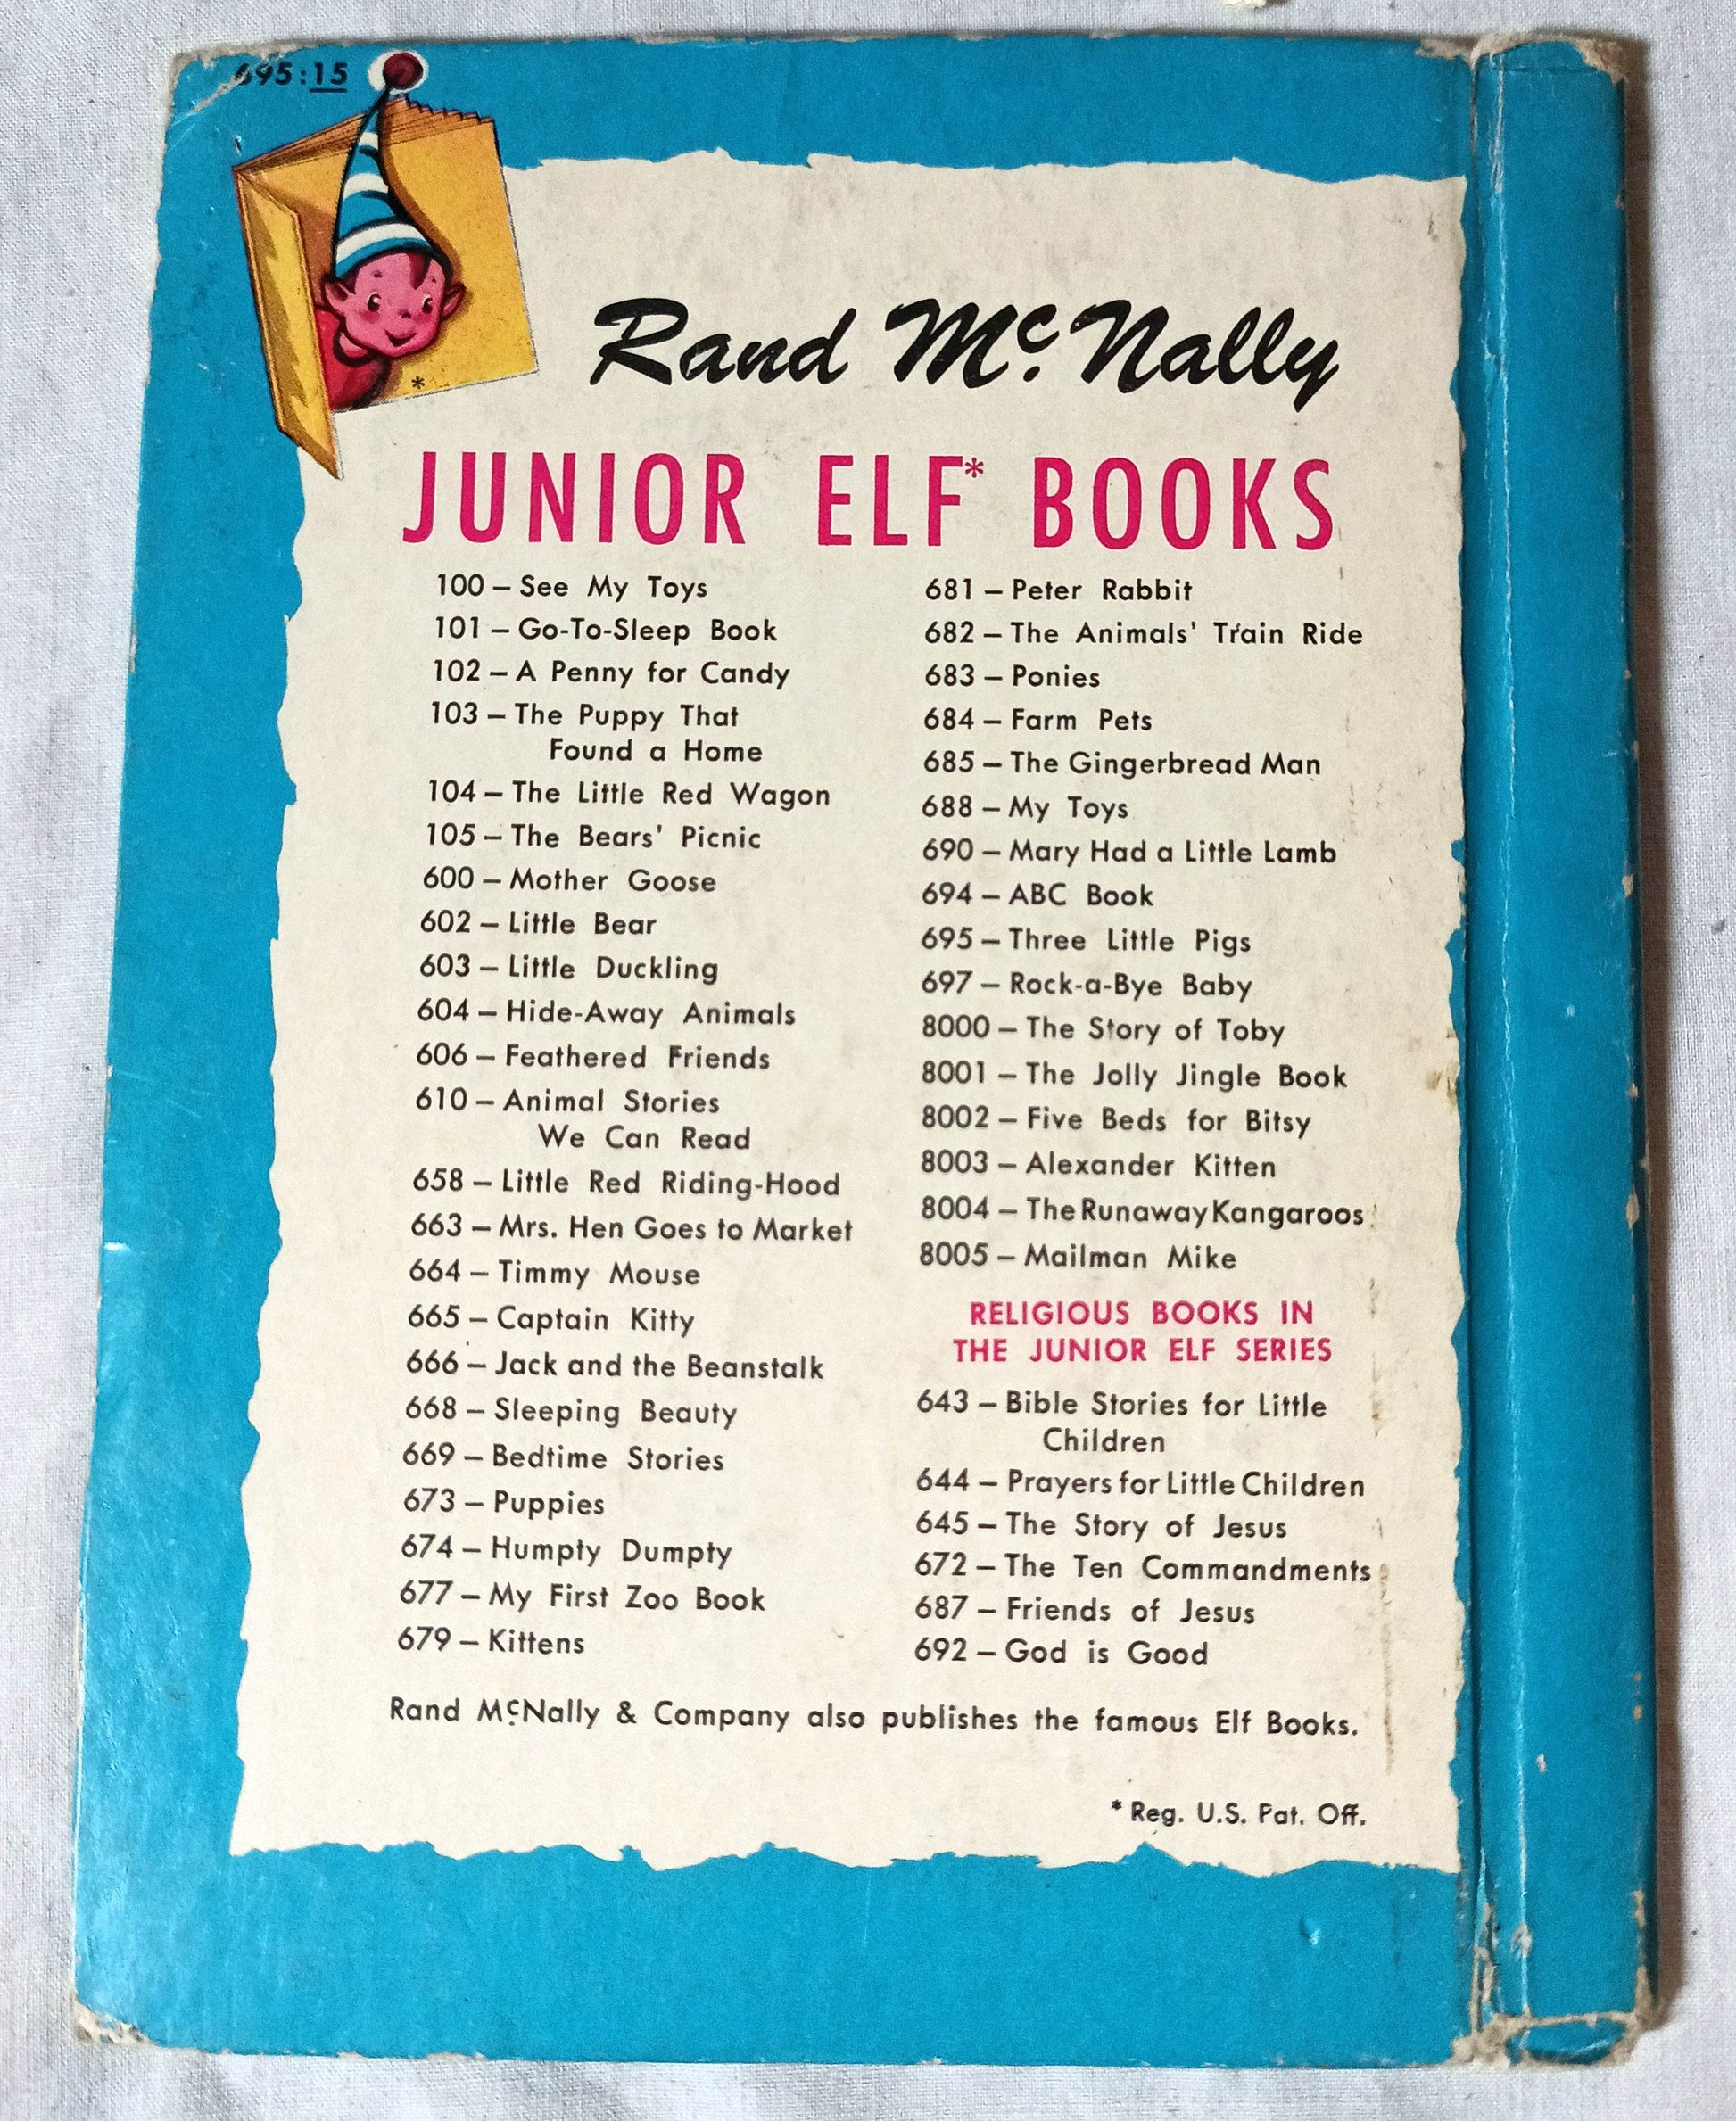 695:15
Rand McNally
JUNIOR ELF* BOOKS
100 – See My Toys
101 – Go-To-Sleep Book
102 – A Penny for Candy
103 – The Puppy That
Found a Home
104 – The Little Red Wagon
105 – The Bears' Picnic
600 – Mother Goose
602 – Little Bear
603 – Little Duckling
604 – Hide-Away Animals
606 – Feathered Friends
610 – Animal Stories
We Can Read
658 – Little Red Riding-Hood
663 – Mrs. Hen Goes to Market
664 – Timmy Mouse
665 – Captain Kitty
666 – Jack and the Beanstalk
668 – Sleeping Beauty
669 – Bedtime Stories
673 – Puppies
674 – Humpty Dumpty
677 – My First Zoo Book
679 – Kittens
681 – Peter Rabbit
682 – The Animals' Train Ride
683 – Ponies
684 – Farm Pets
685 – The Gingerbread Man
688 – My Toys
690 – Mary Had a Little Lamb
694 – ABC Book
695 – Three Little Pigs
697 – Rock-a-Bye Baby
8000 – The Story of Toby
8001 – The Jolly Jingle Book
8002 – Five Beds for Bitsy
8003 – Alexander Kitten
8004 – The Runaway Kangaroos
8005 – Mailman Mike
RELIGIOUS BOOKS IN
THE JUNIOR ELF SERIES
643 – Bible Stories for Little
Children
644 – Prayers for Little Children
645 – The Story of Jesus
672 – The Ten Commandments
687 – Friends of Jesus
692 – God is Good
Rand McNally & Company also publishes the famous Elf Books.
* Reg. U.S. Pat. Off.